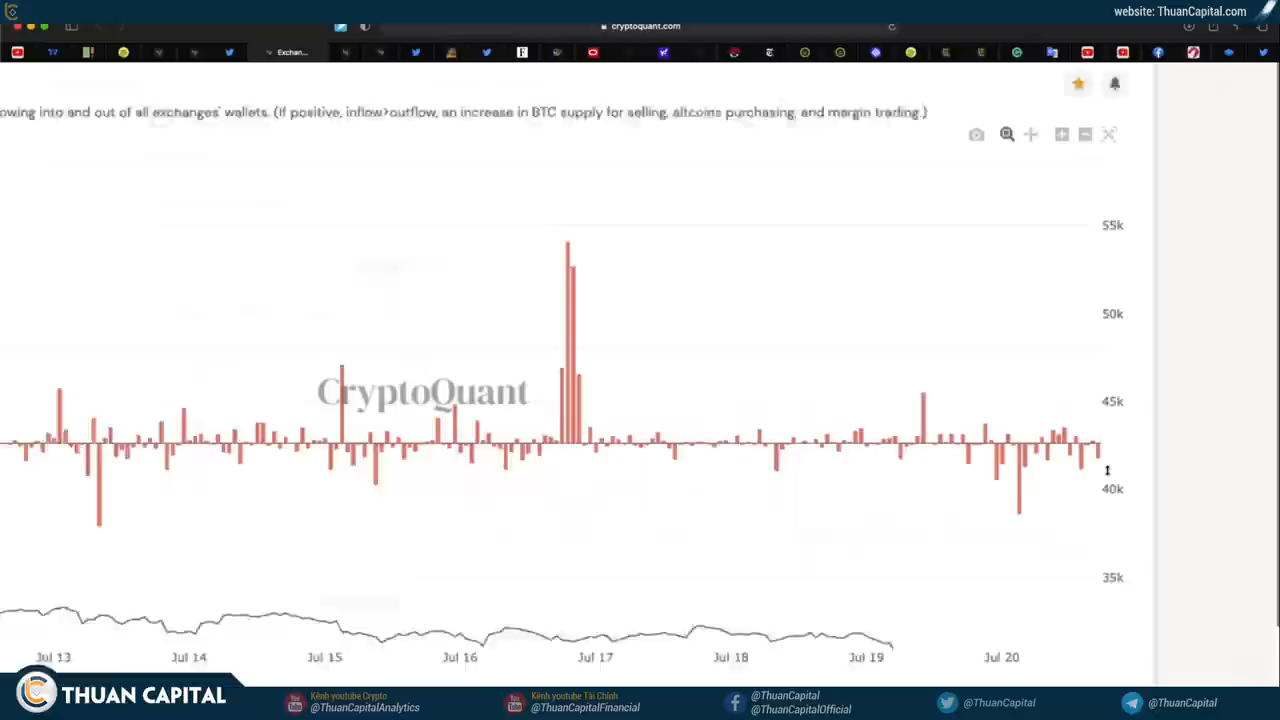 website: ThuanCapital.com
cryptoquant.com
Exchan...
owing into and out of all exchanges' wallets. (If positive, inflow>outflow, an increase in BTC supply for selling, altcoins purchasing, and margin trading.)
55k
50k
CryptoQuant
45k
40k
35k
Jul 13
Jul 14
Jul 15
Jul 16
Jul 17
Jul 18
Jul 19
Jul 20
THUAN CAPITAL
Kênh youtube Crypto
@ThuanCapitalAnalytics
Kênh youtube Tài Chính
@ThuanCapitalFinancial
@ThuanCapital
@ThuanCapitalOfficial
@ThuanCapital
@ThuanCapital